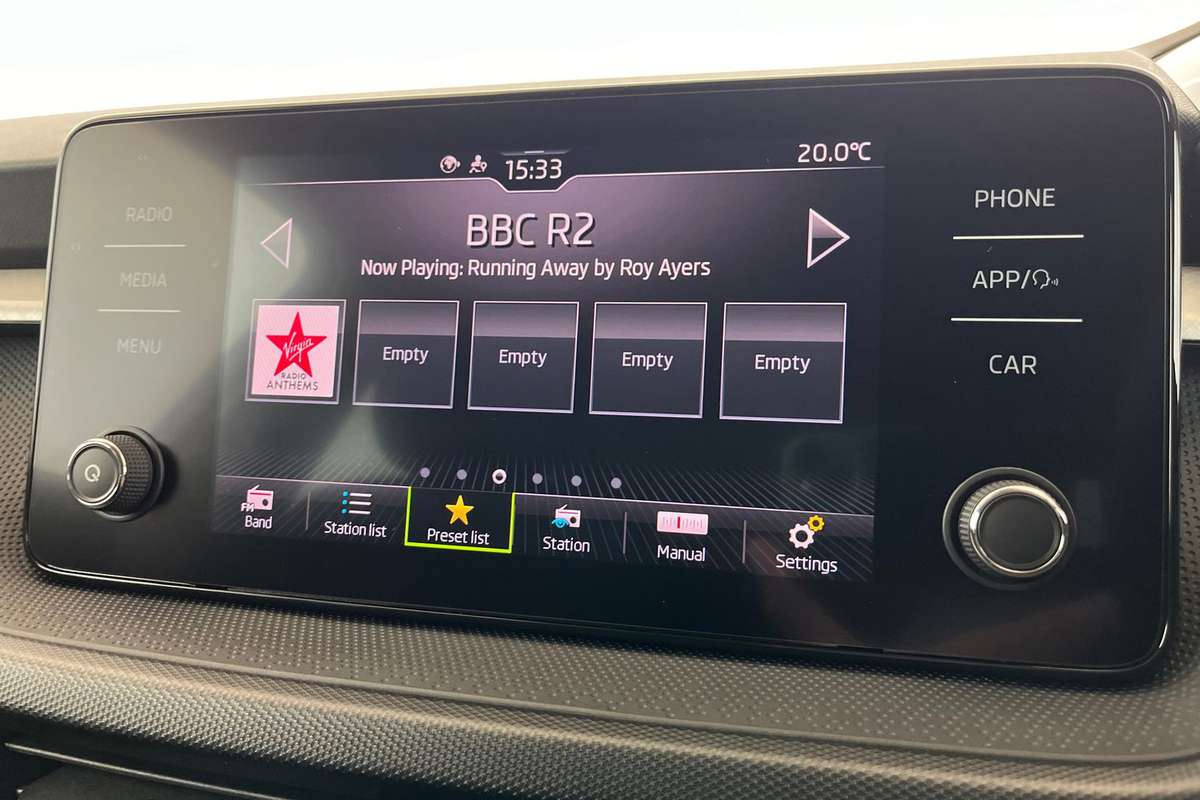 15:33
20.0°C
RADIO
MEDIA
MENU
BBC R2
Now Playing: Running Away by Roy Ayers
Virgin
RADIO
ANTHEMS
Empty
Empty
Empty
Empty
FM
Band
Station list
Preset list
Station
Manual
Settings
PHONE
APP/
CAR